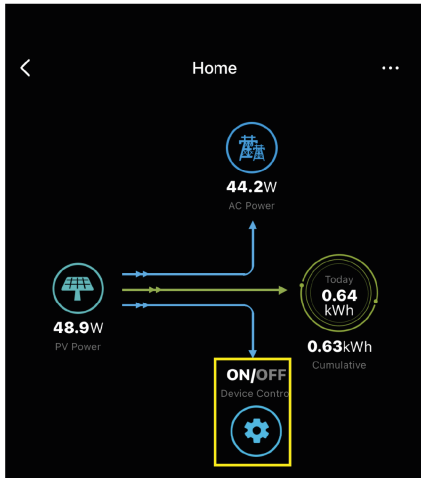 Home
44.2W
AC Power
Today
0.64
kWh
48.9W
PV Power
0.63kWh
Cumulative
ON/OFF
Device Contro